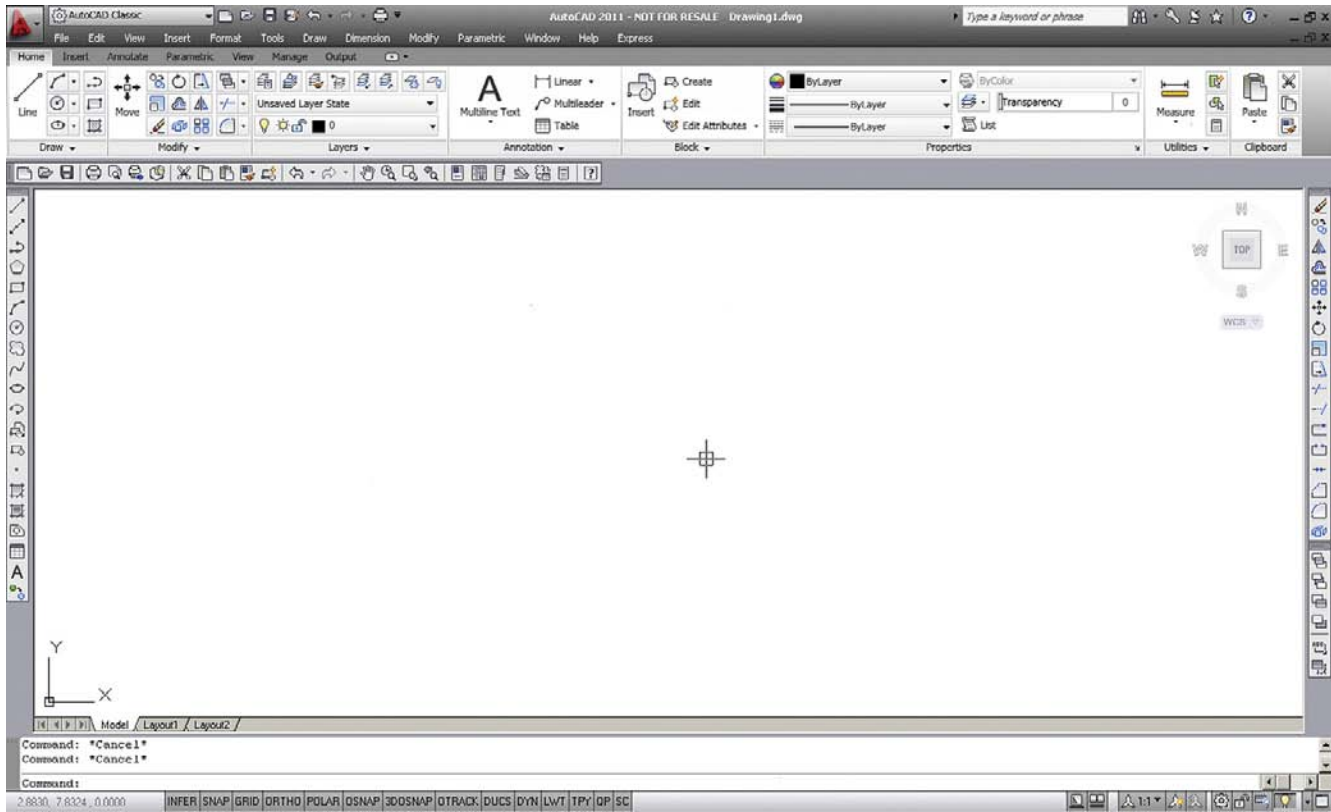 AutoCAD Classic AutoCAD 2011 - NOT FOR RESALE Drawing1.dwg Type a keyword or phrase
File Edit View Insert Format Tools Draw Dimension Modify Parametric Window Help Express
Home Insert Annotate Parametric View Manage Output
Line Move Unsaved Layer State 0 Multiline Text Linear Multileader Table Insert Create Edit Edit Attributes ByLayer ByLayer ByLayer ByColor Transparency 0 List Measure Paste
Draw Modify Layers Annotation Block Properties Utilities Clipboard
N
W TOP E
S
WCS
A
Y
X
Model Layout1 Layout2
Command: *Cancel*
Command: *Cancel*
Command:
2.8830, 7.8324, 0.0000 INFER SNAP GRID ORTHO POLAR OSNAP 3DOSNAP OTRACK DUCS DYN LWT TPY QP SC 1:1